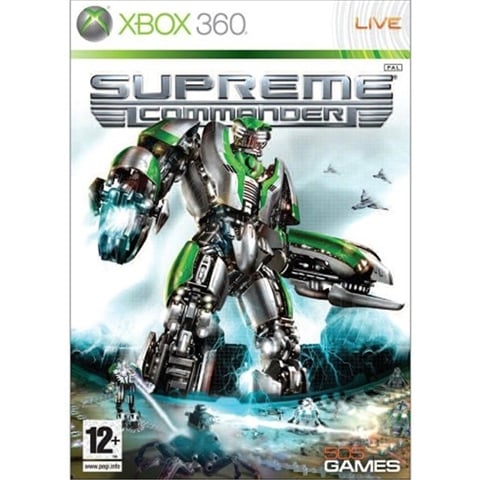 XBOX 360
LIVE
PAL
SUPREME
COMMANDER
12+
www.pegi.info
505
GAMES